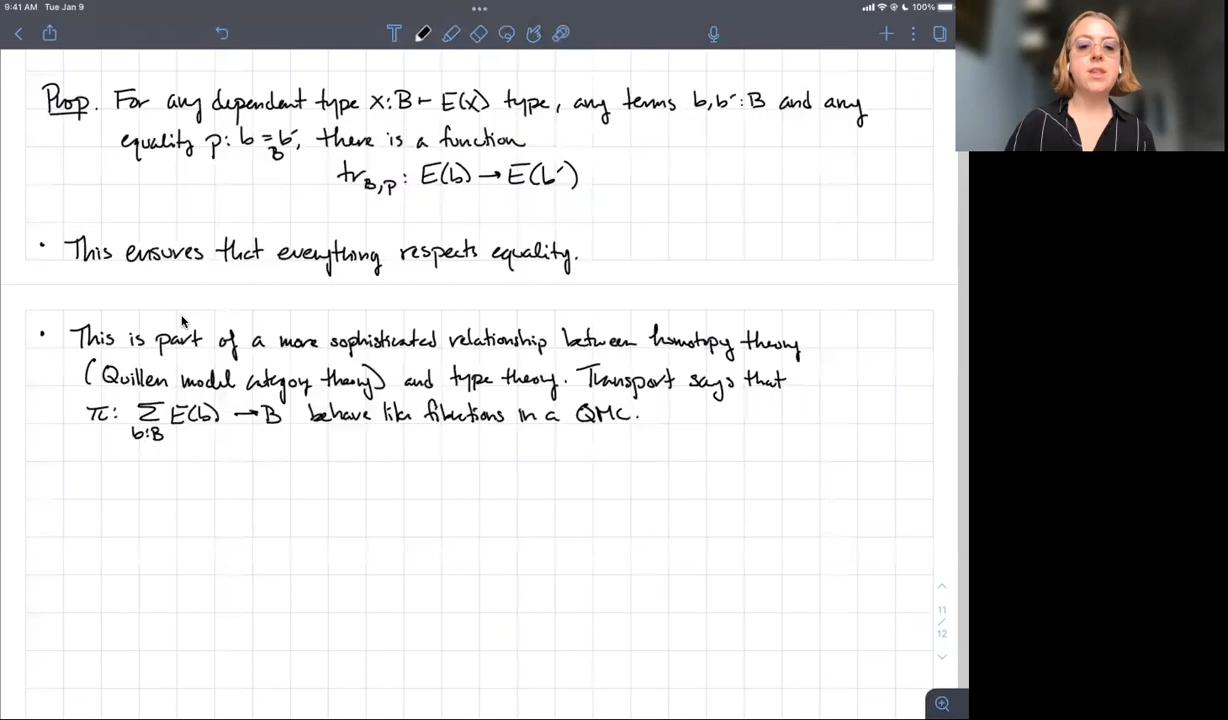 9:41 AM Tue Jan 9
100%
Prop. For any dependent type x:B ⊢ E(x) type, any terms b,b′:B and any
equality p: b =_B b′, there is a function
tr_{B,p}: E(b) → E(b′)
• This ensures that everything respects equality.
• This is part of a more sophisticated relationship between homotopy theory
(Quillen model category theory) and type theory. Transport says that
π: ∑_{b:B} E(b) → B behave like fibrations in a QMC.
11
/
12